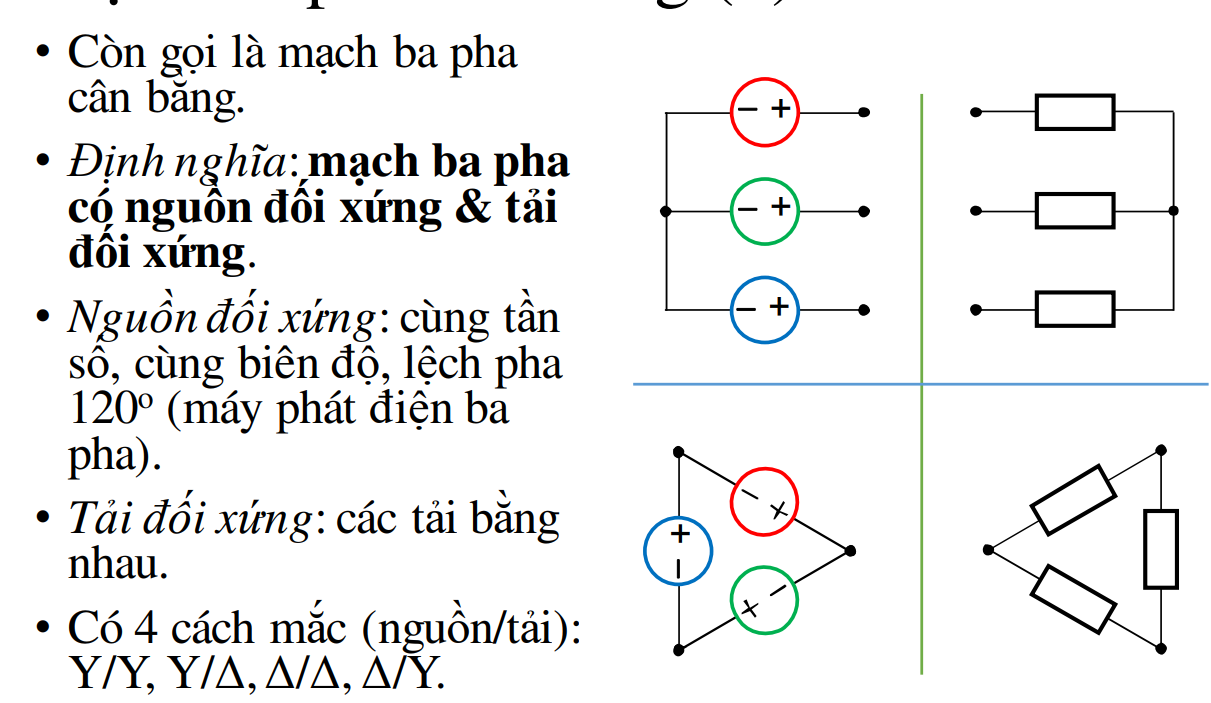 • Còn gọi là mạch ba pha
cân bằng.
• Định nghĩa: mạch ba pha
có nguồn đối xứng & tải
đối xứng.
• Nguồn đối xứng: cùng tần
số, cùng biên độ, lệch pha
120º (máy phát điện ba
pha).
• Tải đối xứng: các tải bằng
nhau.
• Có 4 cách mắc (nguồn/tải):
Y/Y, Y/Δ, Δ/Δ, Δ/Y.
− +
− +
− +
− +
+ −
+ −